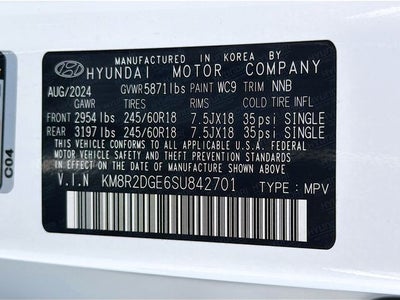 MANUFACTURED IN KOREA BY
HYUNDAI MOTOR COMPANY
AUG/2024 GVWR 5871lbs PAINT WC9 TRIM NNB
GAWR TIRES RIMS COLD TIRE INFL
FRONT 2954 lbs 245/60R18 7.5JX18 35psi SINGLE
REAR 3197 lbs 245/60R18 7.5JX18 35psi SINGLE
THIS VEHICLE CONFORMS TO ALL APPLICABLE U.S.A. FEDERAL
MOTOR VEHICLE SAFETY STANDARDS IN EFFECT ON
THE DATE OF MANUFACTURE SHOWN ABOVE.
V.I.N KM8R2DGE6SU842701 TYPE : MPV
C04